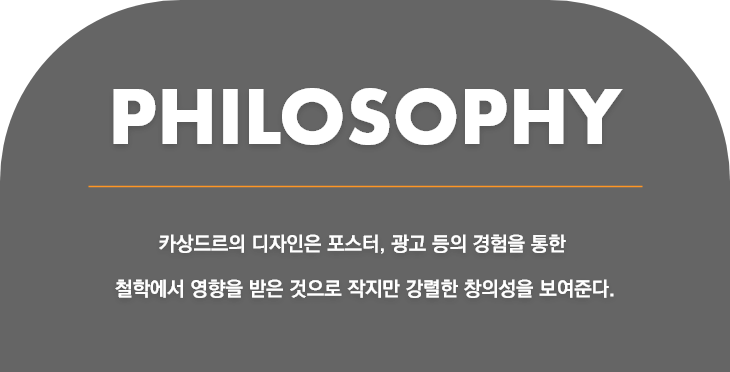 PHILOSOPHY
카상드르의 디자인은 포스터, 광고 등의 경험을 통한
철학에서 영향을 받은 것으로 작지만 강렬한 창의성을 보여준다.